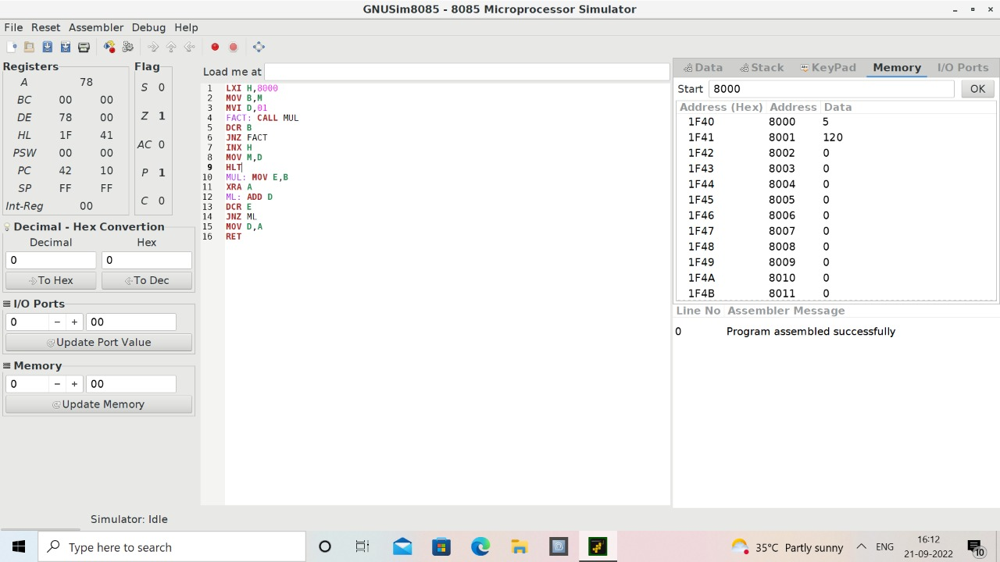 GNUSim8085 - 8085 Microprocessor Simulator
File Reset Assembler Debug Help
Registers
A 78
BC 00 00
DE 78 00
HL 1F 41
PSW 00 00
PC 42 10
SP FF FF
Int-Reg 00
Flag
S 0
Z 1
AC 0
P 1
C 0
Decimal - Hex Convertion
Decimal Hex
0 0
To Hex To Dec
I/O Ports
0 − + 00
Update Port Value
Memory
0 − + 00
Update Memory
Simulator: Idle
Load me at
1 LXI H,8000
2 MOV B,M
3 MVI D,01
4 FACT: CALL MUL
5 DCR B
6 JNZ FACT
7 INX H
8 MOV M,D
9 HLT
10 MUL: MOV E,B
11 XRA A
12 ML: ADD D
13 DCR E
14 JNZ ML
15 MOV D,A
16 RET
Data Stack KeyPad Memory I/O Ports
Start 8000 OK
Address (Hex) Address Data
1F40 8000 5
1F41 8001 120
1F42 8002 0
1F43 8003 0
1F44 8004 0
1F45 8005 0
1F46 8006 0
1F47 8007 0
1F48 8008 0
1F49 8009 0
1F4A 8010 0
1F4B 8011 0
Line No Assembler Message
0 Program assembled successfully
Type here to search
35°C Partly sunny
ENG
16:12
21-09-2022
10